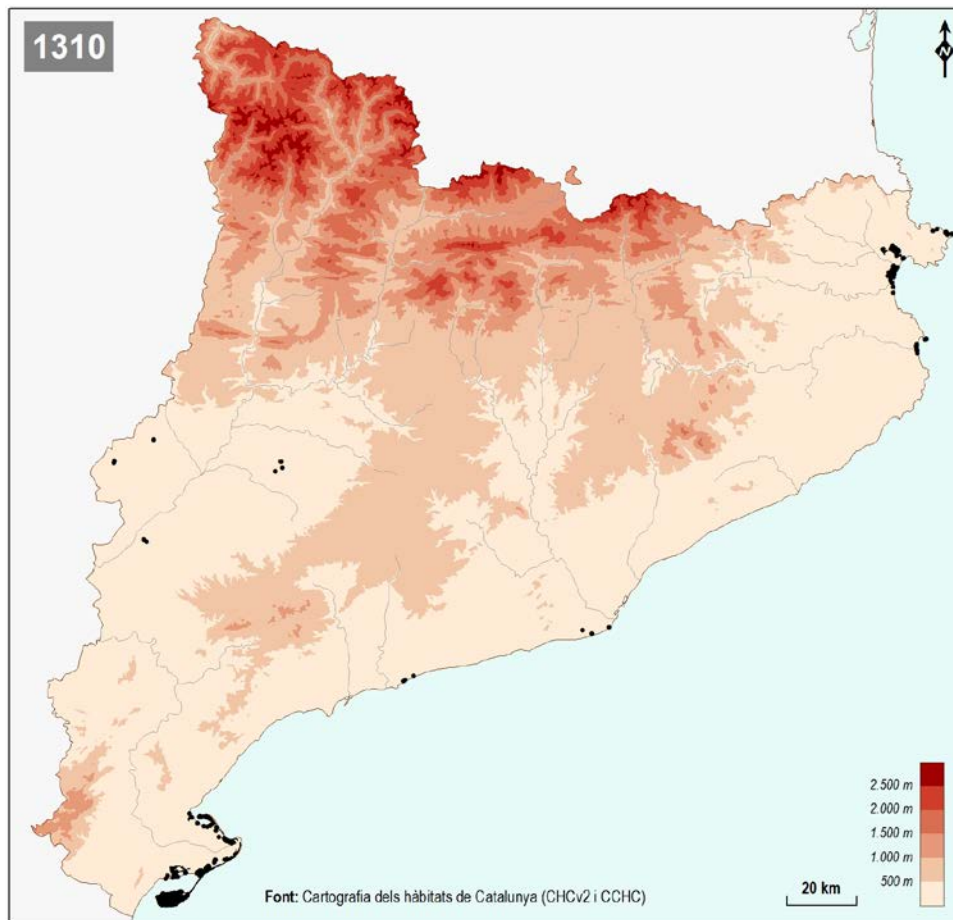 1310
N
2.500 m
2.000 m
1.500 m
1.000 m
500 m
Font: Cartografia dels hàbitats de Catalunya (CHCv2 i CCHC)
20 km